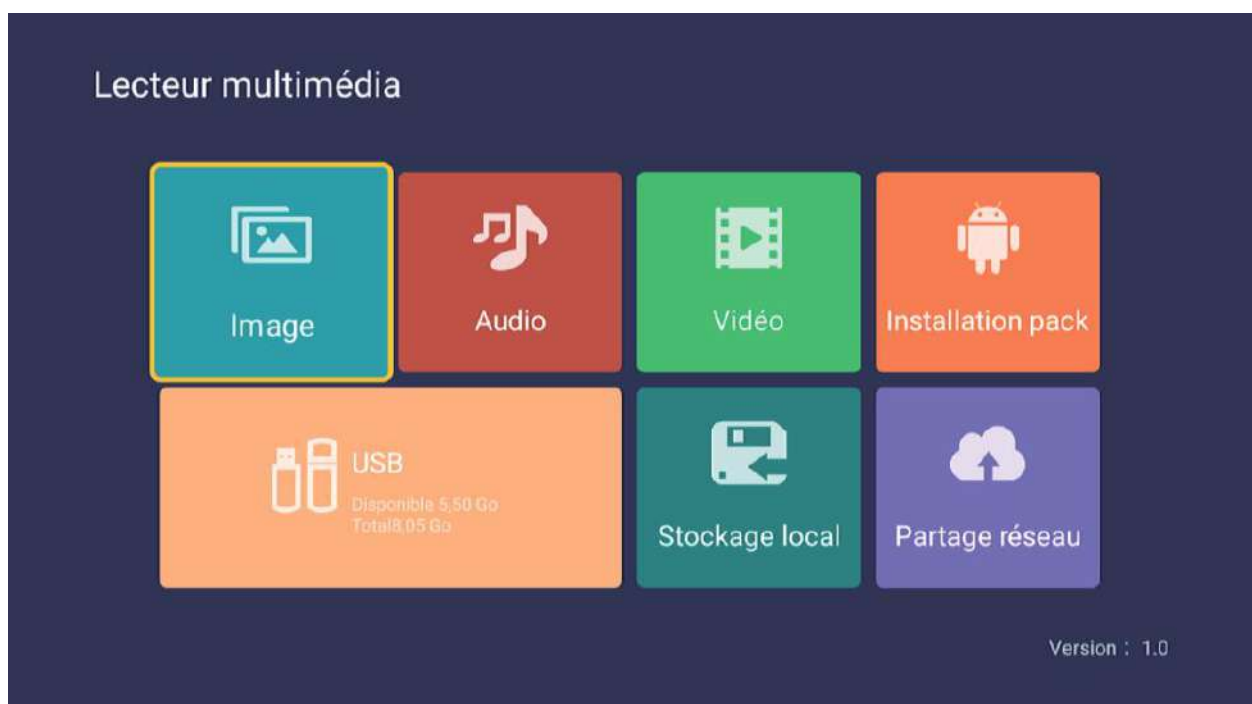 Lecteur multimédia
Image
Audio
Vidéo
Installation pack
USB
Disponible 5,50 Go
Total8,05 Go
Stockage local
Partage réseau
Version : 1.0